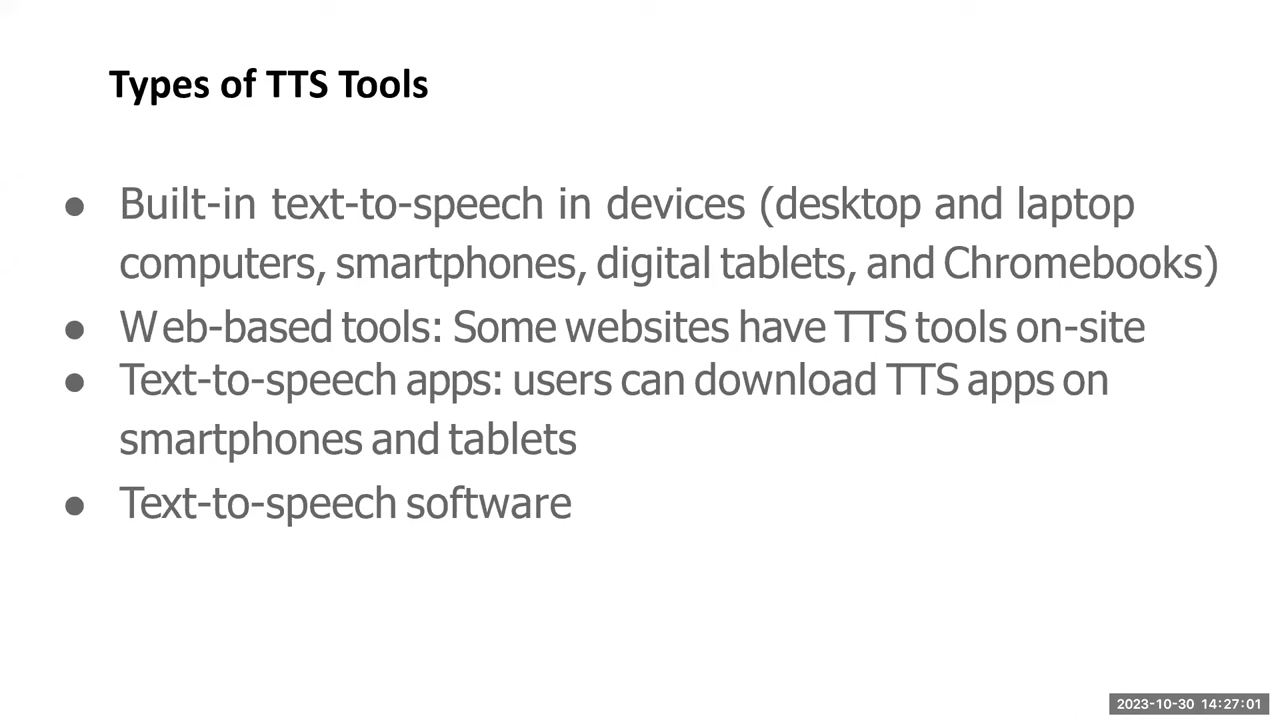 Types of TTS Tools
● Built-in text-to-speech in devices (desktop and laptop
computers, smartphones, digital tablets, and Chromebooks)
● Web-based tools: Some websites have TTS tools on-site
● Text-to-speech apps: users can download TTS apps on
smartphones and tablets
● Text-to-speech software
2023-10-30 14:27:01